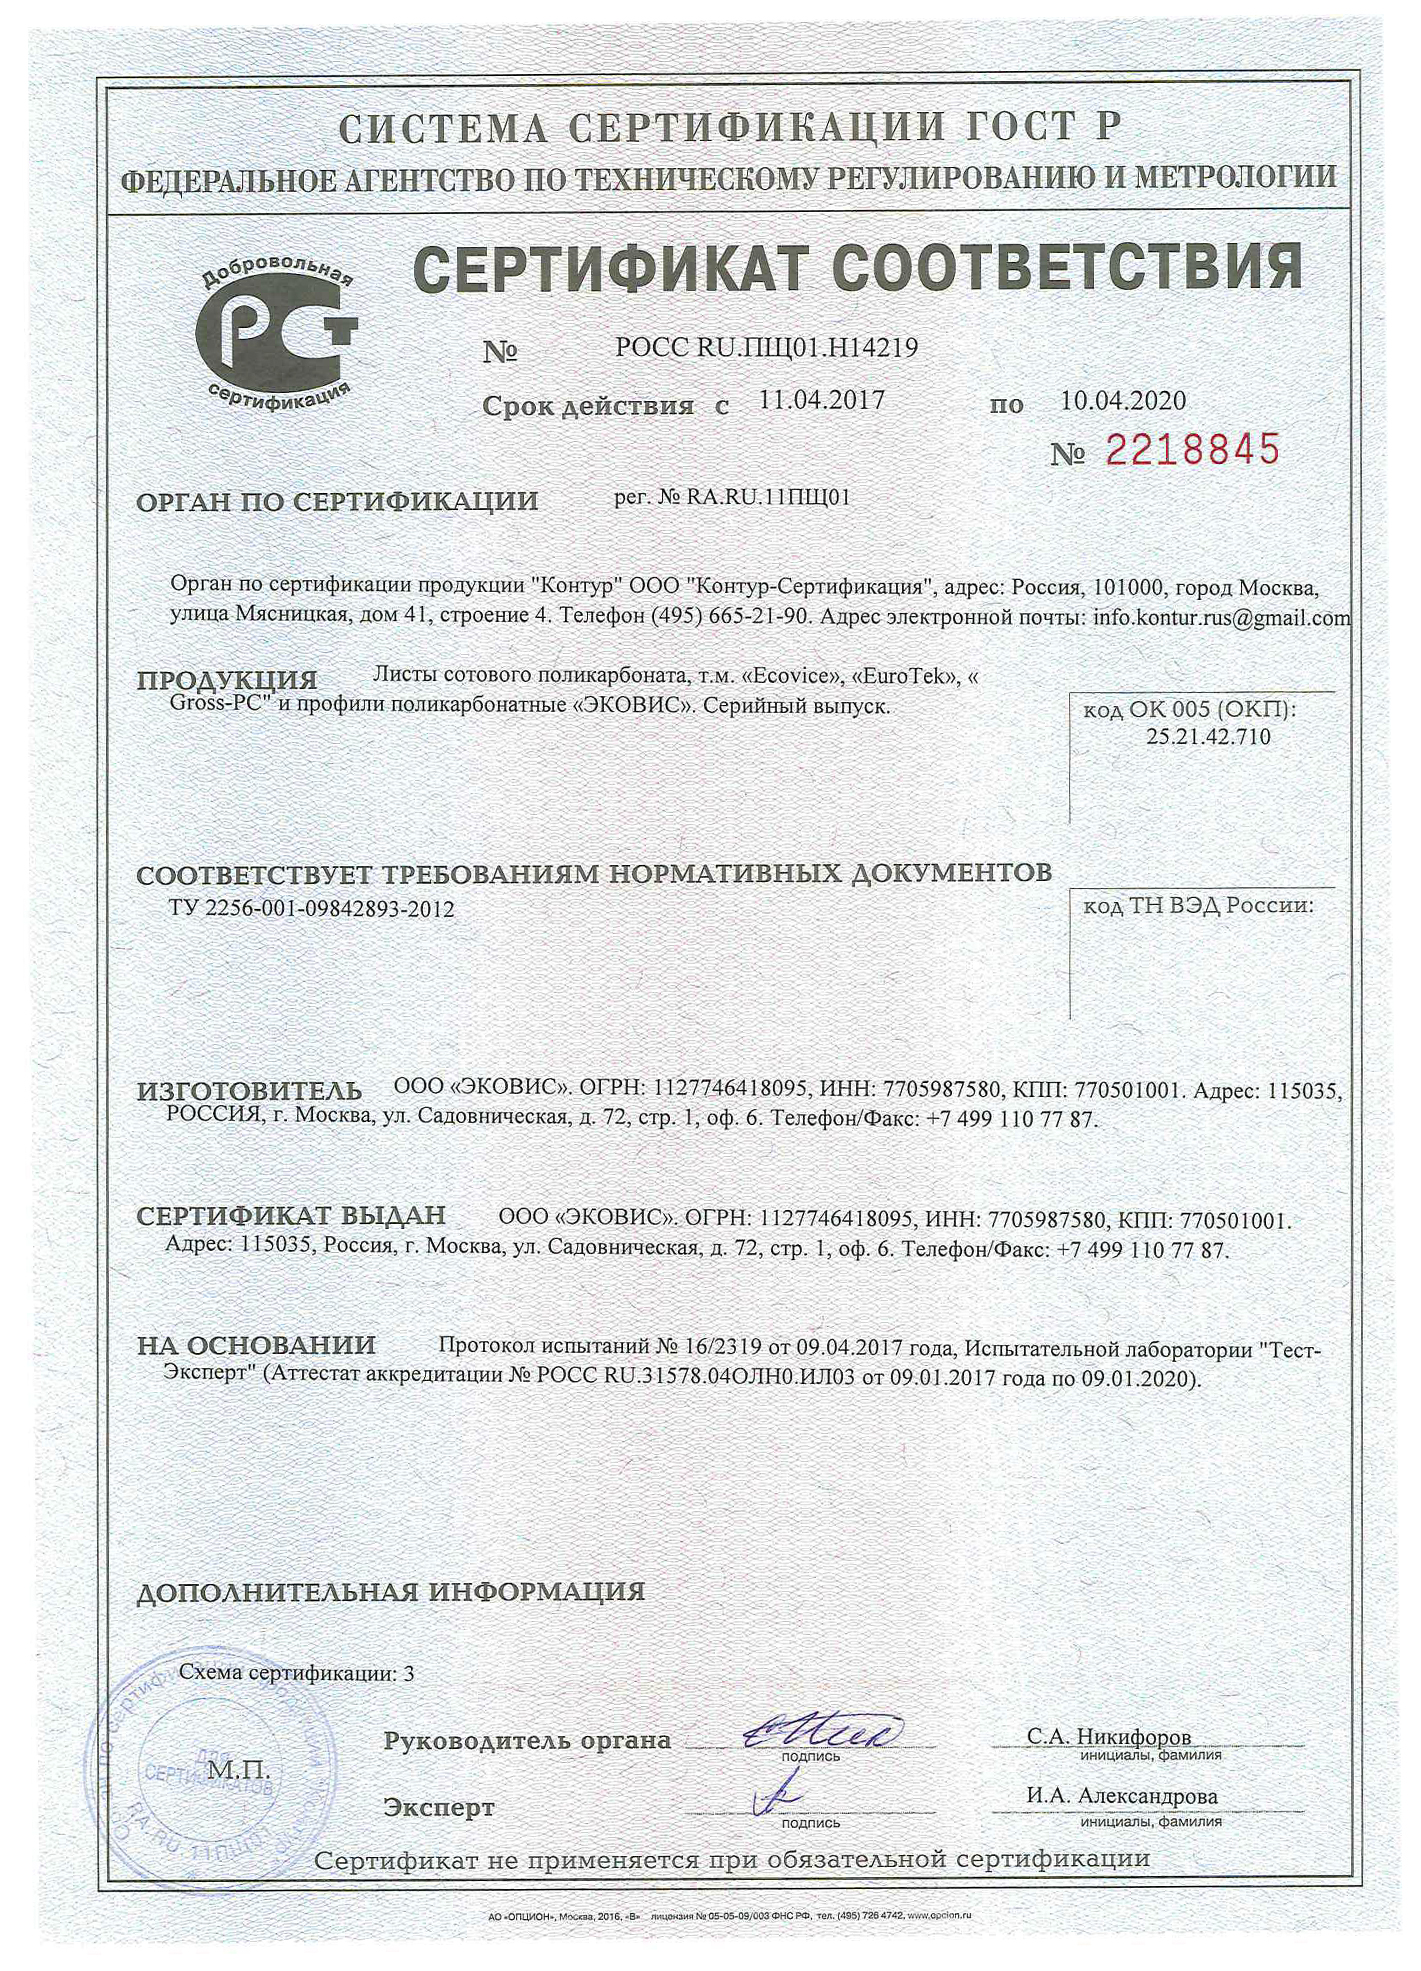 СИСТЕМА СЕРТИФИКАЦИИ ГОСТ Р
ФЕДЕРАЛЬНОЕ АГЕНТСТВО ПО ТЕХНИЧЕСКОМУ РЕГУЛИРОВАНИЮ И МЕТРОЛОГИИ
Добровольная
РСТ
сертификация
СЕРТИФИКАТ СООТВЕТСТВИЯ
№ РОСС RU.ПЩ01.Н14219
Срок действия с 11.04.2017 по 10.04.2020
№ 2218845
ОРГАН ПО СЕРТИФИКАЦИИ рег. № RA.RU.11ПЩ01
Орган по сертификации продукции "Контур" ООО "Контур-Сертификация", адрес: Россия, 101000, город Москва,
улица Мясницкая, дом 41, строение 4. Телефон (495) 665-21-90. Адрес электронной почты: info.kontur.rus@gmail.com
ПРОДУКЦИЯ Листы сотового поликарбоната, т.м. «Ecovice», «EuroTek», «
Gross-PC" и профили поликарбонатные «ЭКОВИС». Серийный выпуск.
код ОК 005 (ОКП):
25.21.42.710
СООТВЕТСТВУЕТ ТРЕБОВАНИЯМ НОРМАТИВНЫХ ДОКУМЕНТОВ
ТУ 2256-001-09842893-2012
код ТН ВЭД России:
ИЗГОТОВИТЕЛЬ ООО «ЭКОВИС». ОГРН: 1127746418095, ИНН: 7705987580, КПП: 770501001. Адрес: 115035,
РОССИЯ, г. Москва, ул. Садовническая, д. 72, стр. 1, оф. 6. Телефон/Факс: +7 499 110 77 87.
СЕРТИФИКАТ ВЫДАН ООО «ЭКОВИС». ОГРН: 1127746418095, ИНН: 7705987580, КПП: 770501001.
Адрес: 115035, Россия, г. Москва, ул. Садовническая, д. 72, стр. 1, оф. 6. Телефон/Факс: +7 499 110 77 87.
НА ОСНОВАНИИ Протокол испытаний № 16/2319 от 09.04.2017 года, Испытательной лаборатории "Тест-
Эксперт" (Аттестат аккредитации № РОСС RU.31578.04ОЛН0.ИЛ03 от 09.01.2017 года по 09.01.2020).
ДОПОЛНИТЕЛЬНАЯ ИНФОРМАЦИЯ
Схема сертификации: 3
ДЛЯ
СЕРТИФИКАТОВ
RA.RU.11ПЩ01
М.П.
Руководитель органа
подпись
С.А. Никифоров
инициалы, фамилия
Эксперт
подпись
И.А. Александрова
инициалы, фамилия
Сертификат не применяется при обязательной сертификации
АО «ОПЦИОН», Москва, 2016, «В» лицензия № 05-05-09/003 ФНС РФ, тел. (495) 726 4742, www.opcion.ru